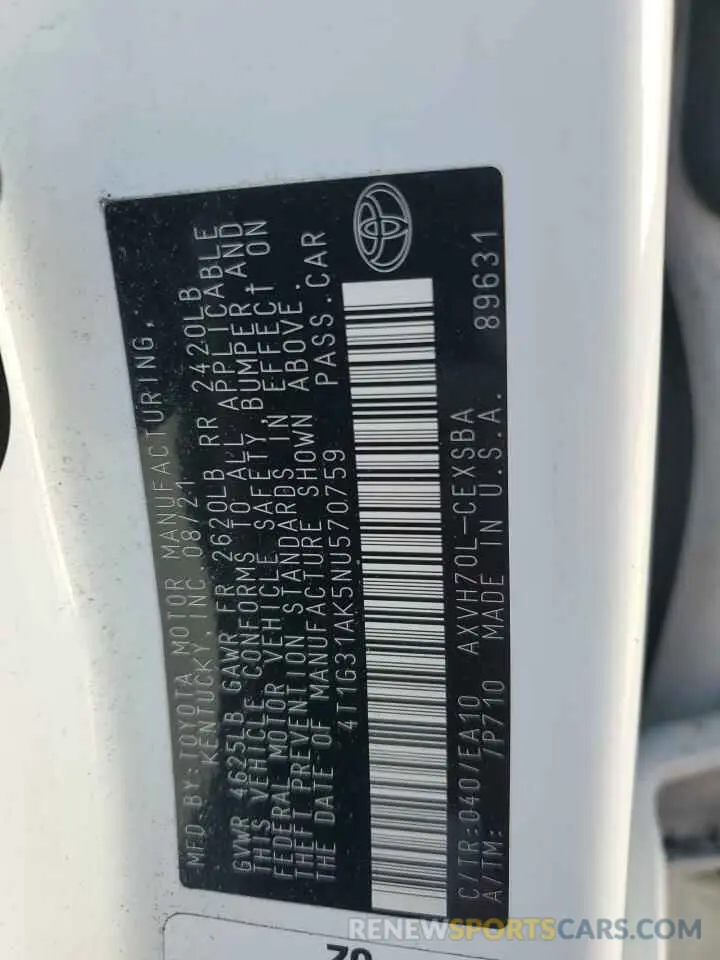 MFD BY:TOYOTA MOTOR MANUFACTURING,
KENTUCKY,INC 08/21
GVWR 4625LB GAWR FR 2620LB RR 2420LB
THIS VEHICLE CONFORMS TO ALL APPLICABLE
FEDERAL MOTOR VEHICLE SAFETY, BUMPER, AND
THEFT PREVENTION STANDARDS IN EFFECT ON
THE DATE OF MANUFACTURE SHOWN ABOVE.
4T1G31AK5NU570759 PASS.CAR
C/TR:0407/EA10 AXVH70L-CEXSBA 89631
A/TM: 7P710 MADE IN U.S.A.
RENEWSPORTSCARS.COM